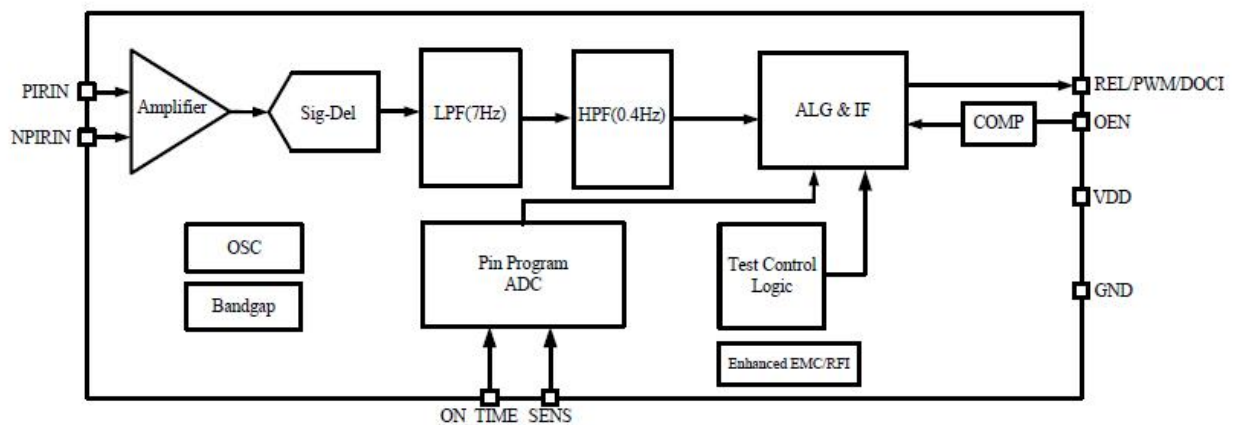 PIRIN
NPIRIN
Amplifier
Sig-Del
LPF(7Hz)
HPF(0.4Hz)
ALG & IF
REL/PWM/DOCI
COMP
OEN
VDD
GND
OSC
Bandgap
Pin Program
ADC
Test Control
Logic
Enhanced EMC/RFI
ON TIME SENS